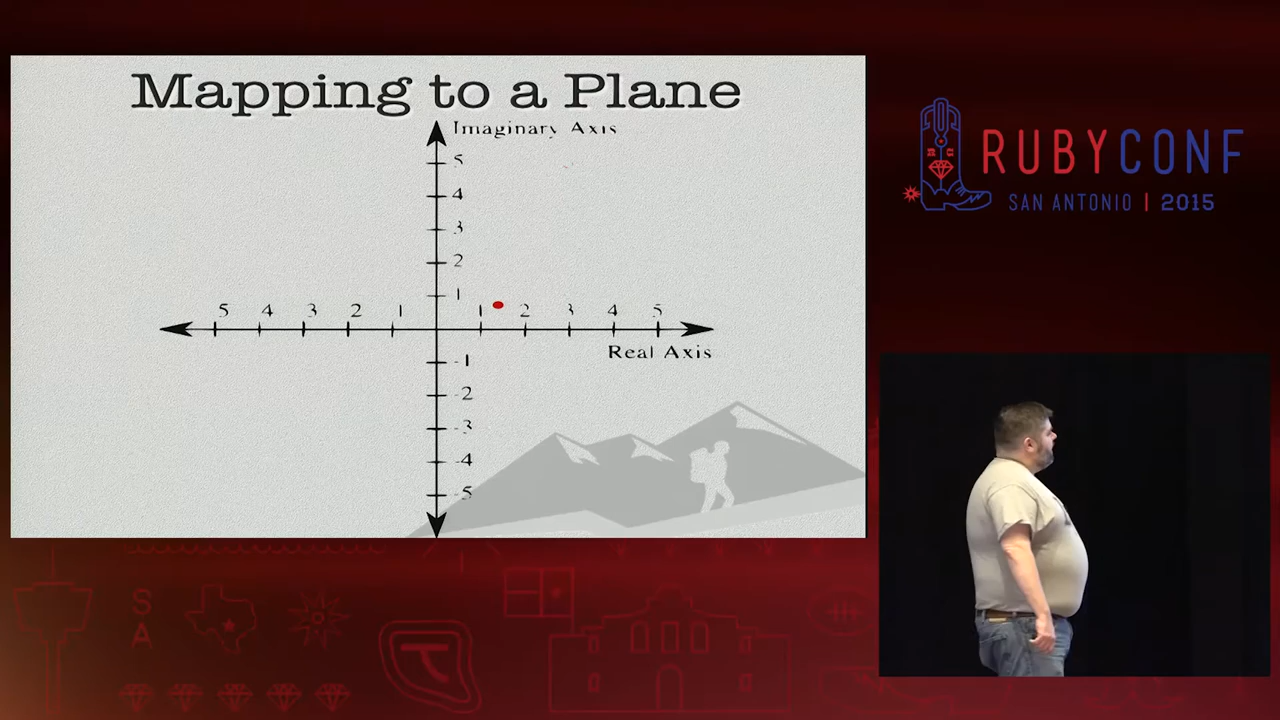 Mapping to a Plane
Imaginary Axis
5
4
3
2
1
5 4 3 2 1 1 2 3 4 5
Real Axis
-1
-2
-3
-4
-5
RUBYCONF
SAN ANTONIO | 2015
S
A